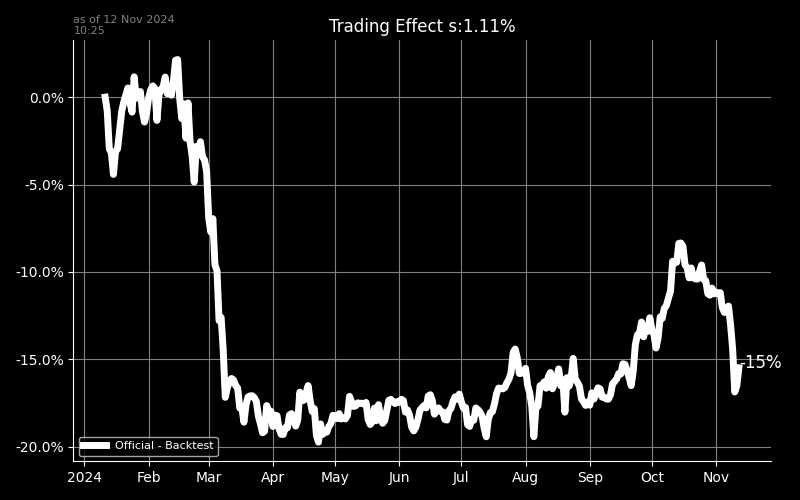 as of 12 Nov 2024
10:25
Trading Effect s:1.11%
0.0%
-5.0%
-10.0%
-15.0%
-20.0%
-15%
Official - Backtest
2024 Feb Mar Apr May Jun Jul Aug Sep Oct Nov